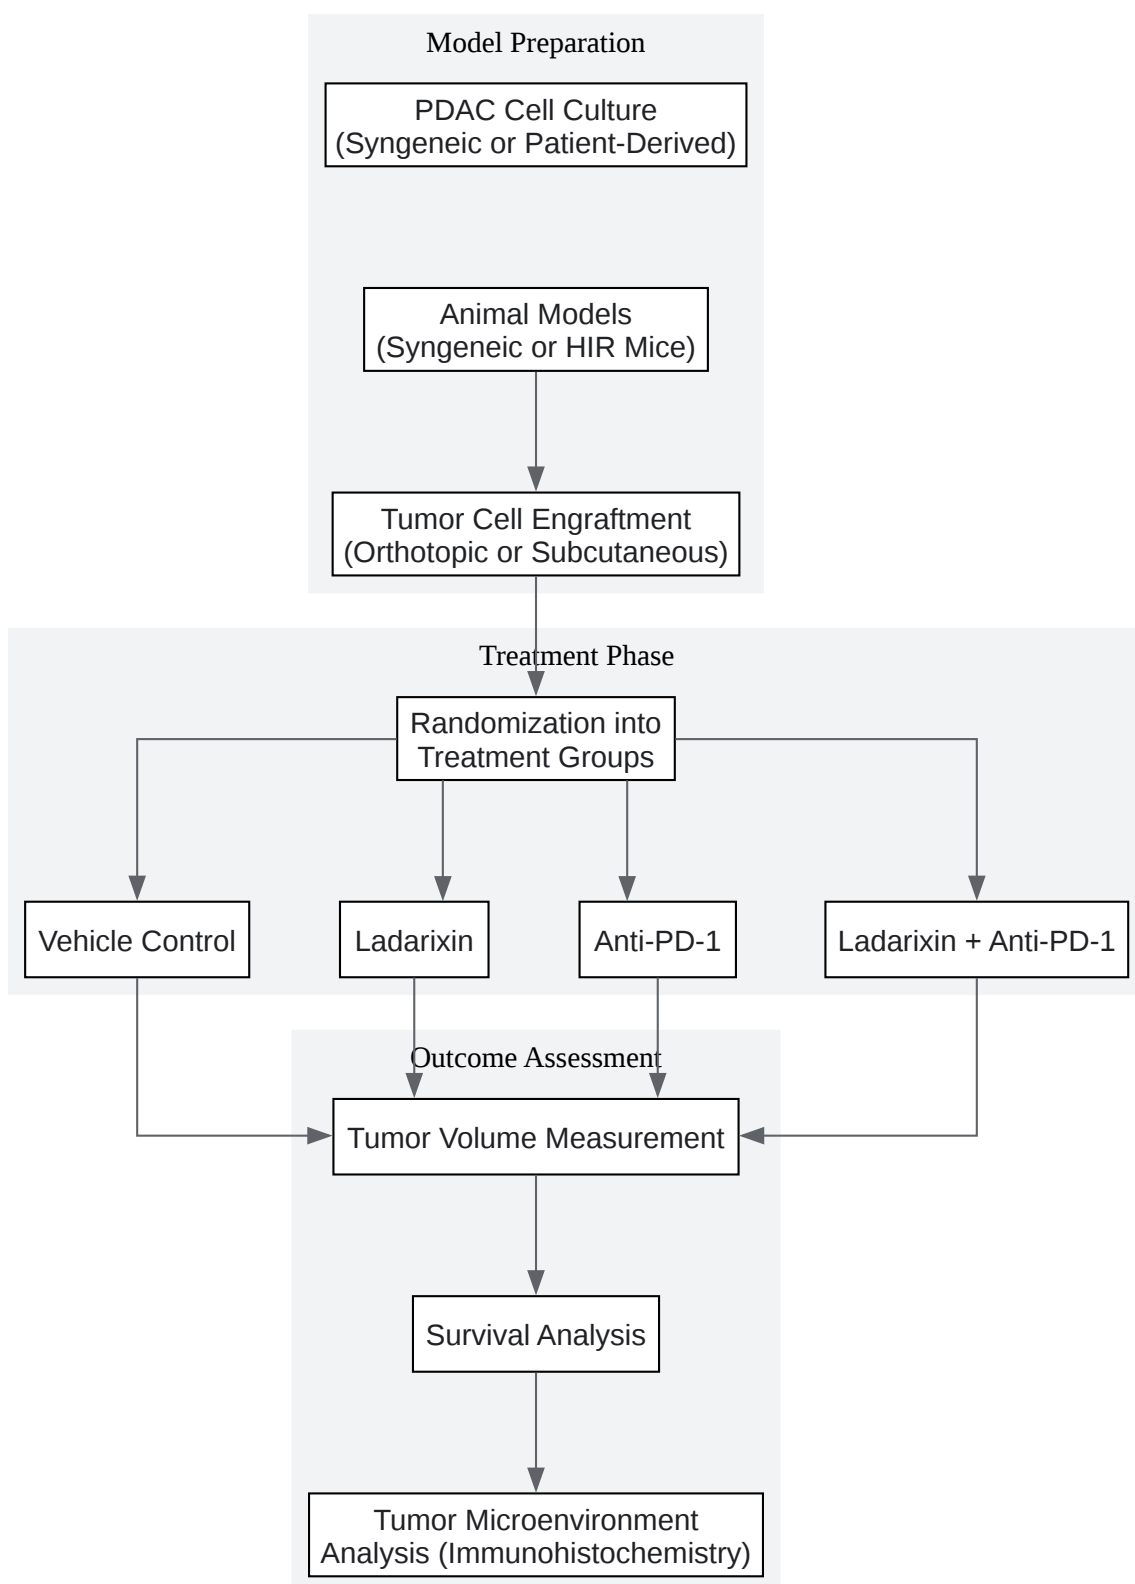 Model Preparation
PDAC Cell Culture
(Syngeneic or Patient-Derived)
Animal Models
(Syngeneic or HIR Mice)
Tumor Cell Engraftment
(Orthotopic or Subcutaneous)
Treatment Phase
Randomization into
Treatment Groups
Vehicle Control
Ladarixin
Anti-PD-1
Ladarixin + Anti-PD-1
Outcome Assessment
Tumor Volume Measurement
Survival Analysis
Tumor Microenvironment
Analysis (Immunohistochemistry)